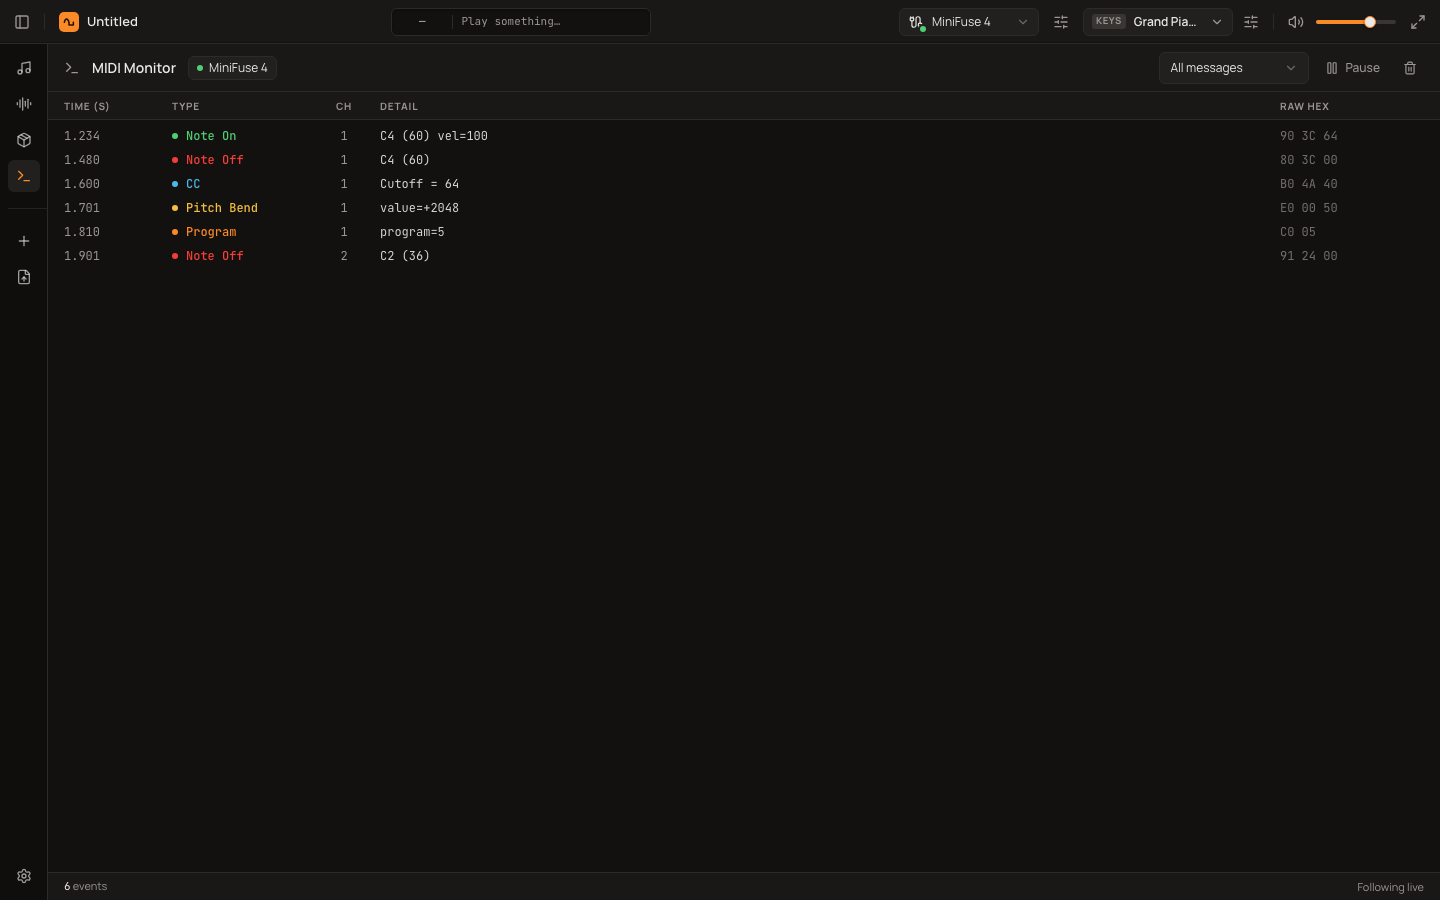 Untitled
– Play something…
MiniFuse 4
KEYS Grand Pia…
MIDI Monitor
MiniFuse 4
All messages
Pause
TIME (S) TYPE CH DETAIL RAW HEX
1.234 Note On 1 C4 (60) vel=100 90 3C 64
1.480 Note Off 1 C4 (60) 80 3C 00
1.600 CC 1 Cutoff = 64 B0 4A 40
1.701 Pitch Bend 1 value=+2048 E0 00 50
1.810 Program 1 program=5 C0 05
1.901 Note Off 2 C2 (36) 91 24 00
6 events
Following live